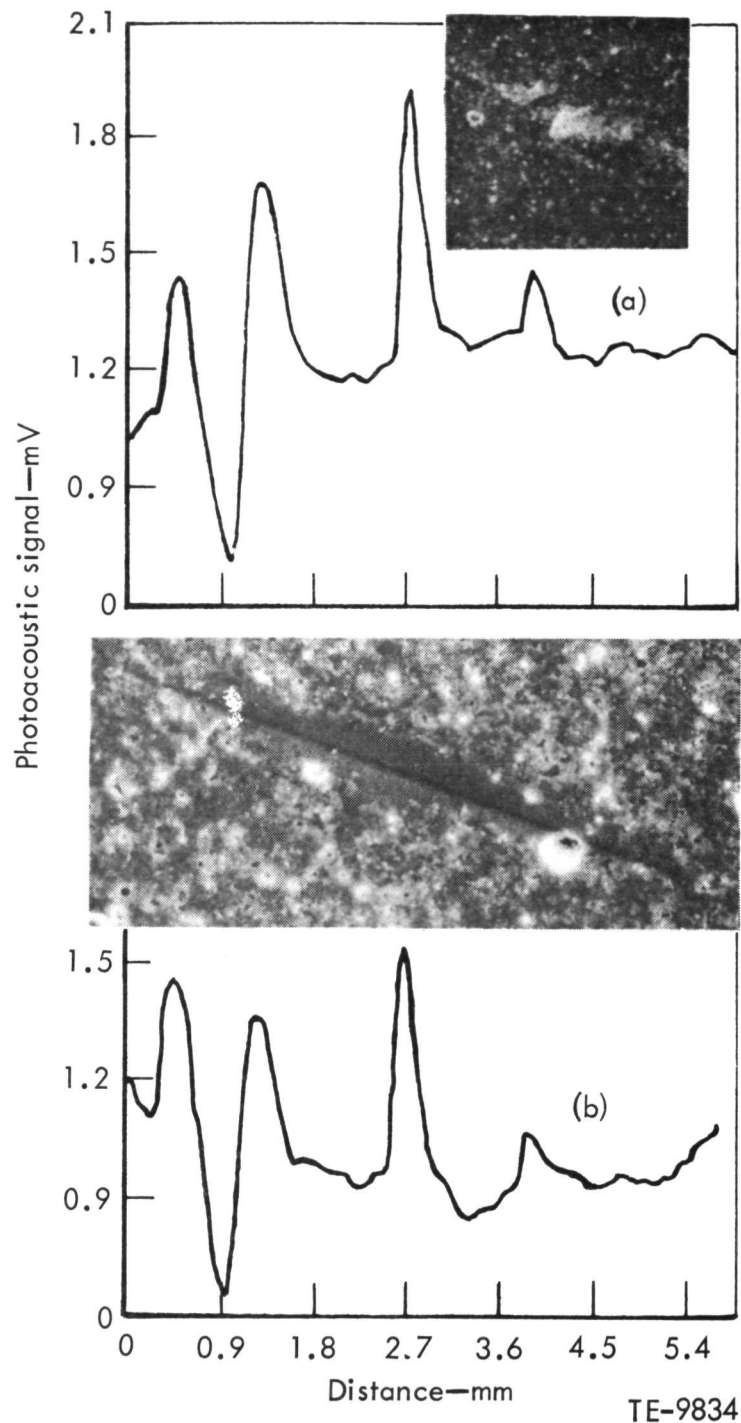 2.1
1.8
1.5
1.2
0.9
0
(a)
Photoacoustic signal—mV
1.5
1.2
0.9
0
(b)
0 0.9 1.8 2.7 3.6 4.5 5.4
Distance—mm
TE-9834